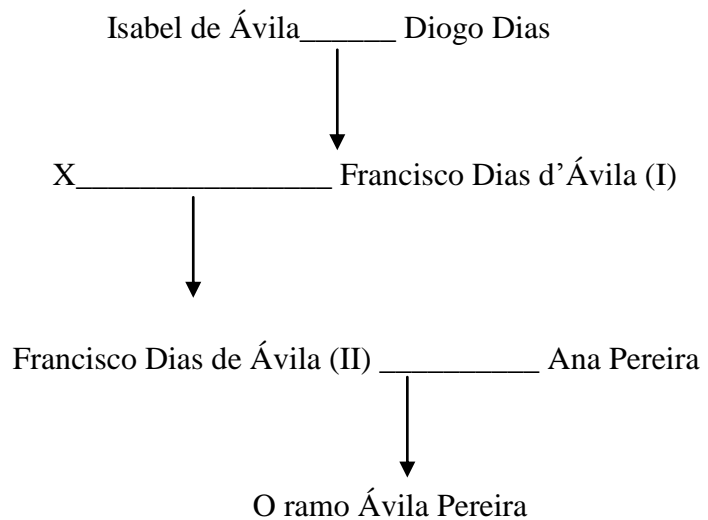 Isabel de Ávila______ Diogo Dias
X________________ Francisco Dias d’Ávila (I)
Francisco Dias de Ávila (II) __________ Ana Pereira
O ramo Ávila Pereira